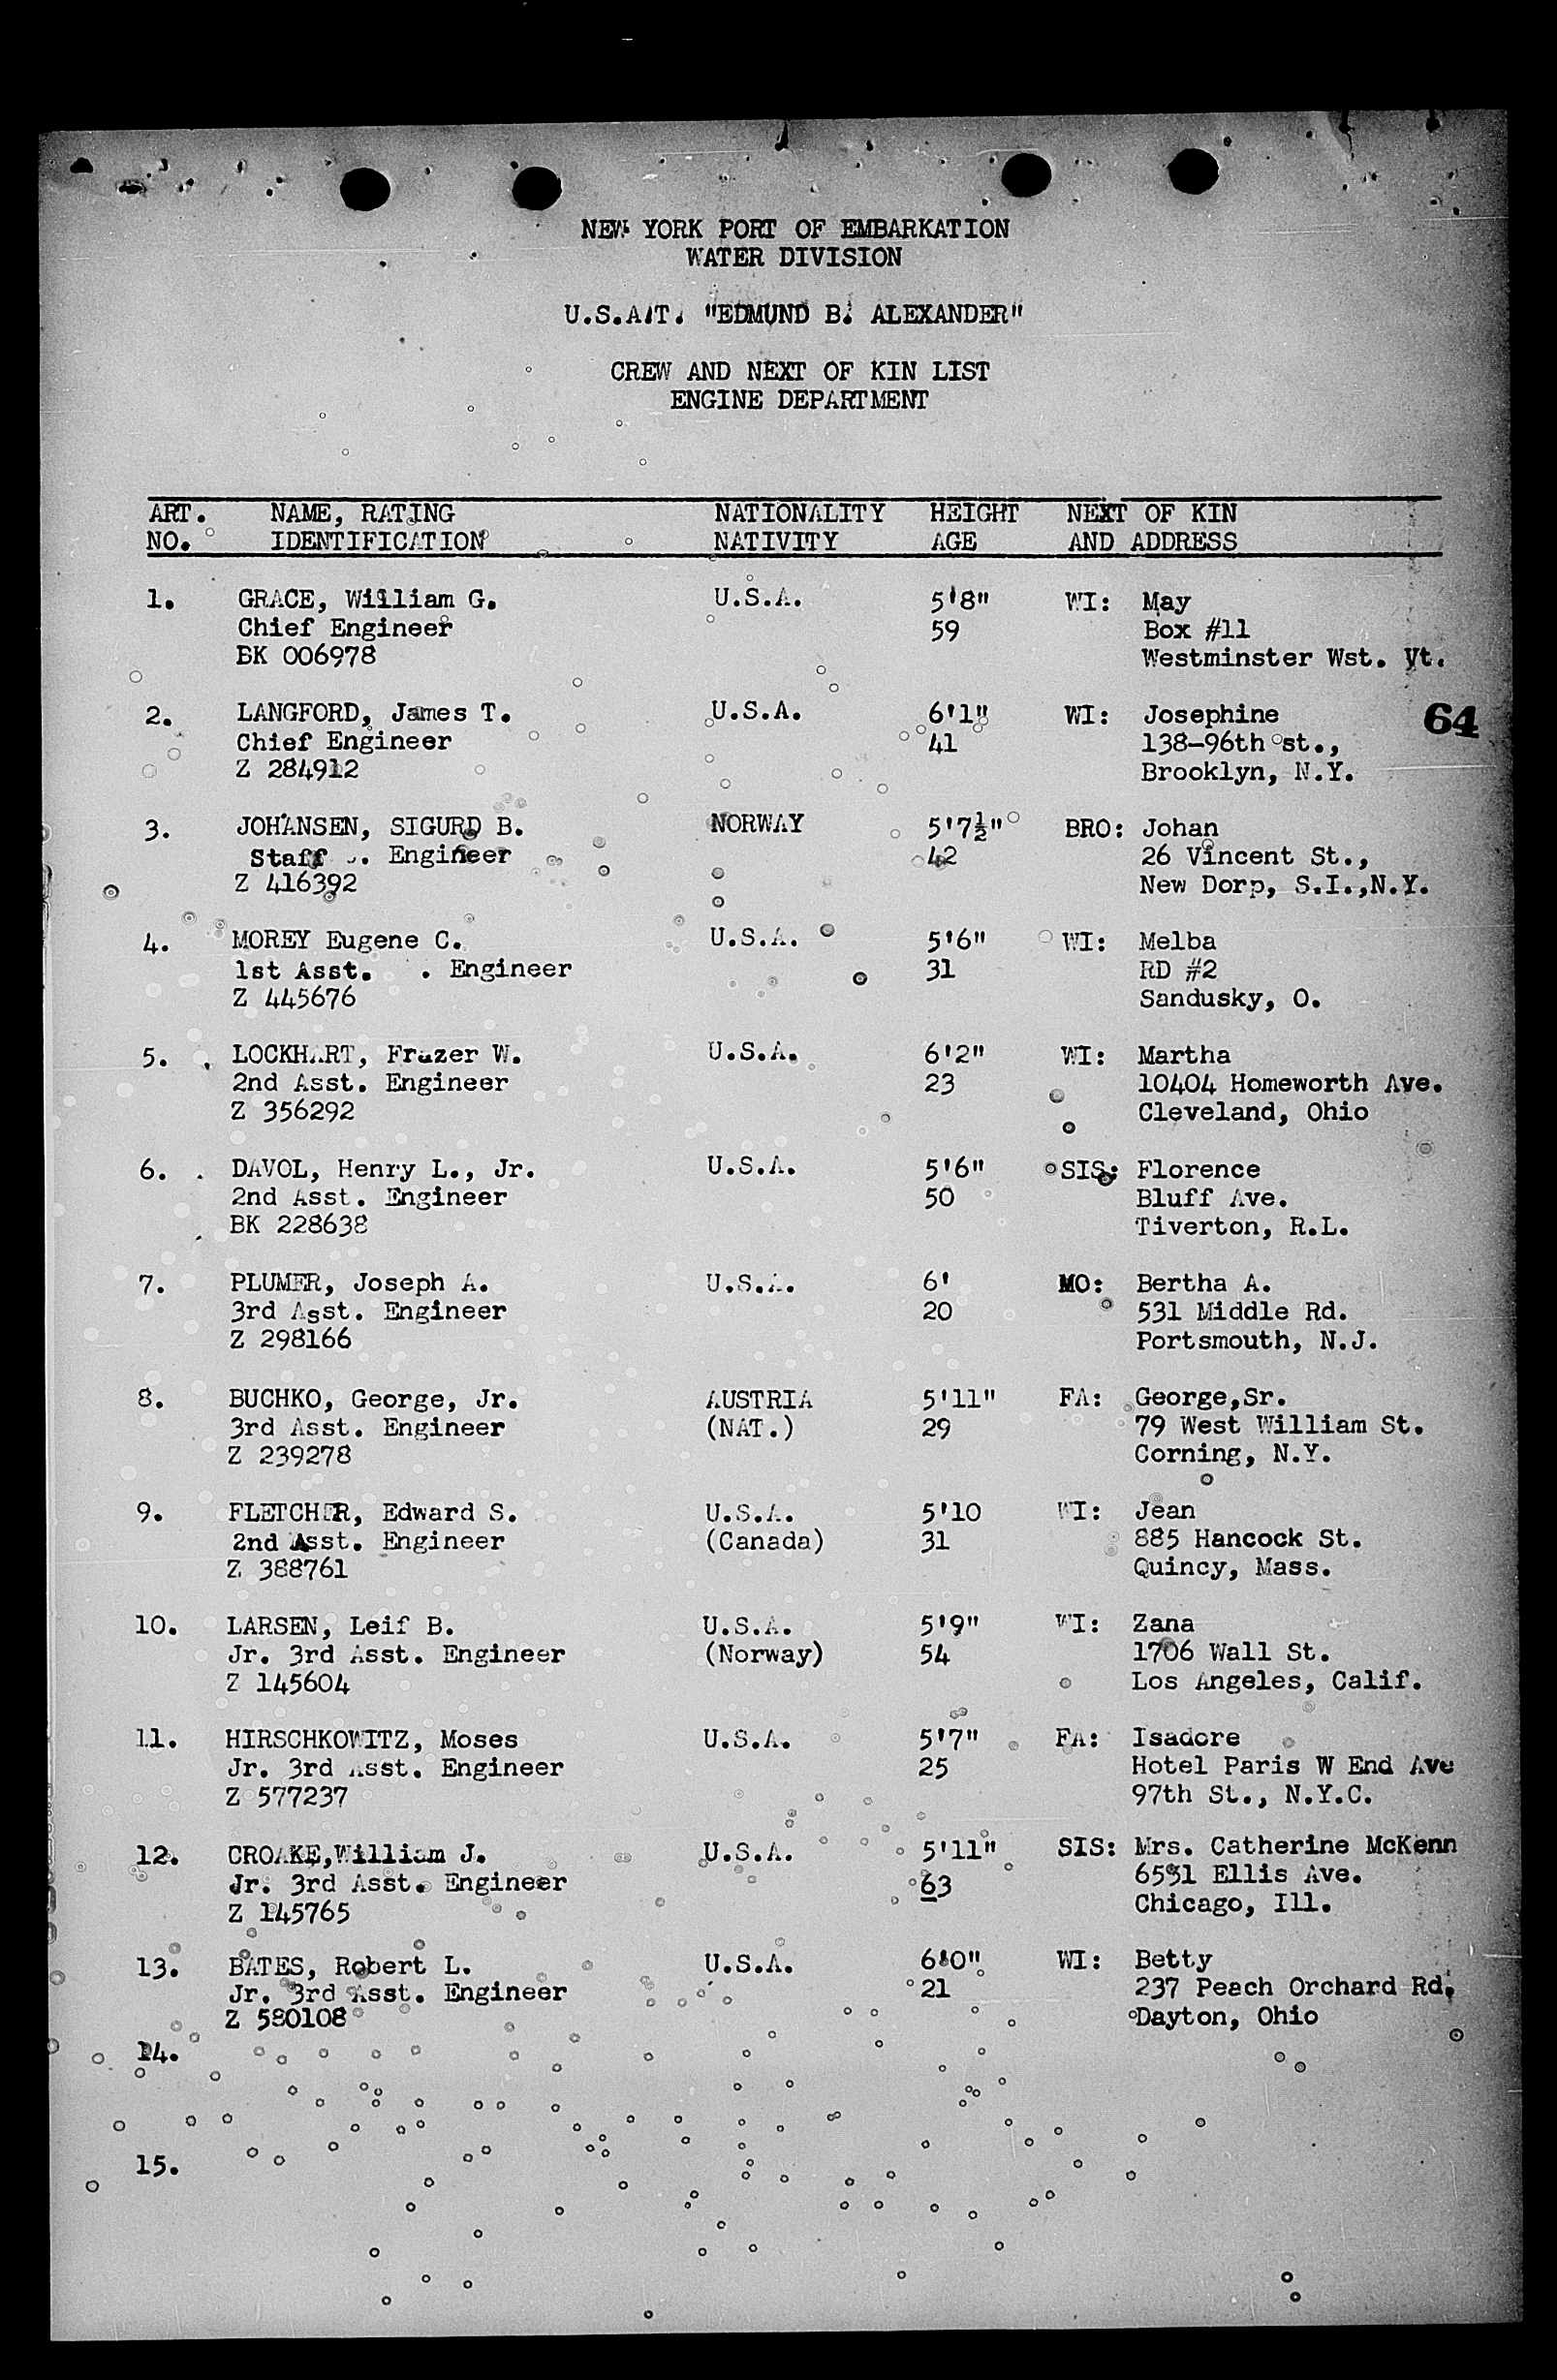 NEW YORK PORT OF EMBARKATION
WATER DIVISION
U.S.A.T. "EDMUND B. ALEXANDER"
CREW AND NEXT OF KIN LIST
ENGINE DEPARTMENT
ART. NAME, RATING NATIONALITY HEIGHT NEXT OF KIN
NO. IDENTIFICATION NATIVITY AGE AND ADDRESS
1. GRACE, William G. U.S.A. 5'8" WI: May
Chief Engineer 59 Box #11
BK 006978 Westminster Wst. Vt.
2. LANGFORD, James T. U.S.A. 6'1" WI: Josephine 64
Chief Engineer 41 138-96th st.,
Z 284912 Brooklyn, N.Y.
3. JOHANSEN, SIGURD B. NORWAY 5'7½" BRO: Johan
Staff . Engineer 42 26 Vincent St.,
Z 416392 New Dorp, S.I.,N.Y.
4. MOREY Eugene C. U.S.A. 5'6" WI: Melba
1st Asst. . Engineer 31 RD #2
Z 445676 Sandusky, O.
5. LOCKHART, Frazer W. U.S.A. 6'2" WI: Martha
2nd Asst. Engineer 23 10404 Homeworth Ave.
Z 356292 Cleveland, Ohio
6. DAVOL, Henry L., Jr. U.S.A. 5'6" SIS: Florence
2nd Asst. Engineer 50 Bluff Ave.
BK 228638 Tiverton, R.L.
7. PLUMER, Joseph A. U.S.A. 6' MO: Bertha A.
3rd Asst. Engineer 20 531 Middle Rd.
Z 298166 Portsmouth, N.J.
8. BUCHKO, George, Jr. AUSTRIA 5'11" FA: George,Sr.
3rd Asst. Engineer (NAT.) 29 79 West William St.
Z 239278 Corning, N.Y.
9. FLETCHER, Edward S. U.S.A. 5'10 WI: Jean
2nd Asst. Engineer (Canada) 31 885 Hancock St.
Z 388761 Quincy, Mass.
10. LARSEN, Leif B. U.S.A. 5'9" WI: Zana
Jr. 3rd Asst. Engineer (Norway) 54 1706 Wall St.
Z 145604 Los Angeles, Calif.
11. HIRSCHKOWITZ, Moses U.S.A. 5'7" FA: Isadore
Jr. 3rd Asst. Engineer 25 Hotel Paris W End Ave
Z 577237 97th St., N.Y.C.
12. CROAKE,William J. U.S.A. 5'11" SIS: Mrs. Catherine McKenn
Jr. 3rd Asst. Engineer 63 Ellis Ave.
Z 145765 Chicago, Ill.
13. BATES, Robert L. U.S.A. 6'0" WI: Betty
Jr. 3rd Asst. Engineer 21 237 Peach Orchard Rd.
Z 580108 Dayton, Ohio
14.
15.